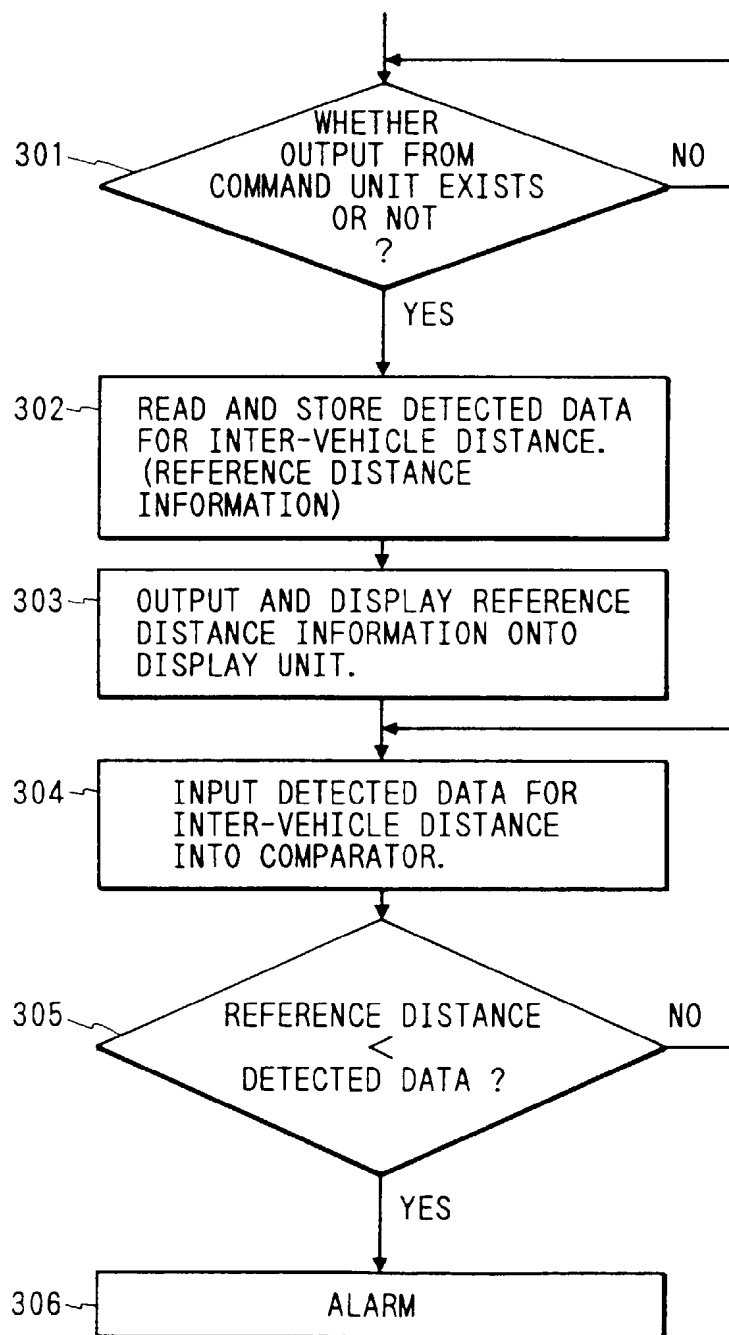 301
WHETHER
OUTPUT FROM
COMMAND UNIT EXISTS
OR NOT
?
NO
YES
302
READ AND STORE DETECTED DATA
FOR INTER-VEHICLE DISTANCE.
(REFERENCE DISTANCE
INFORMATION)
303
OUTPUT AND DISPLAY REFERENCE
DISTANCE INFORMATION ONTO
DISPLAY UNIT.
304
INPUT DETECTED DATA FOR
INTER-VEHICLE DISTANCE
INTO COMPARATOR.
305
REFERENCE DISTANCE
<
DETECTED DATA ?
NO
YES
306
ALARM